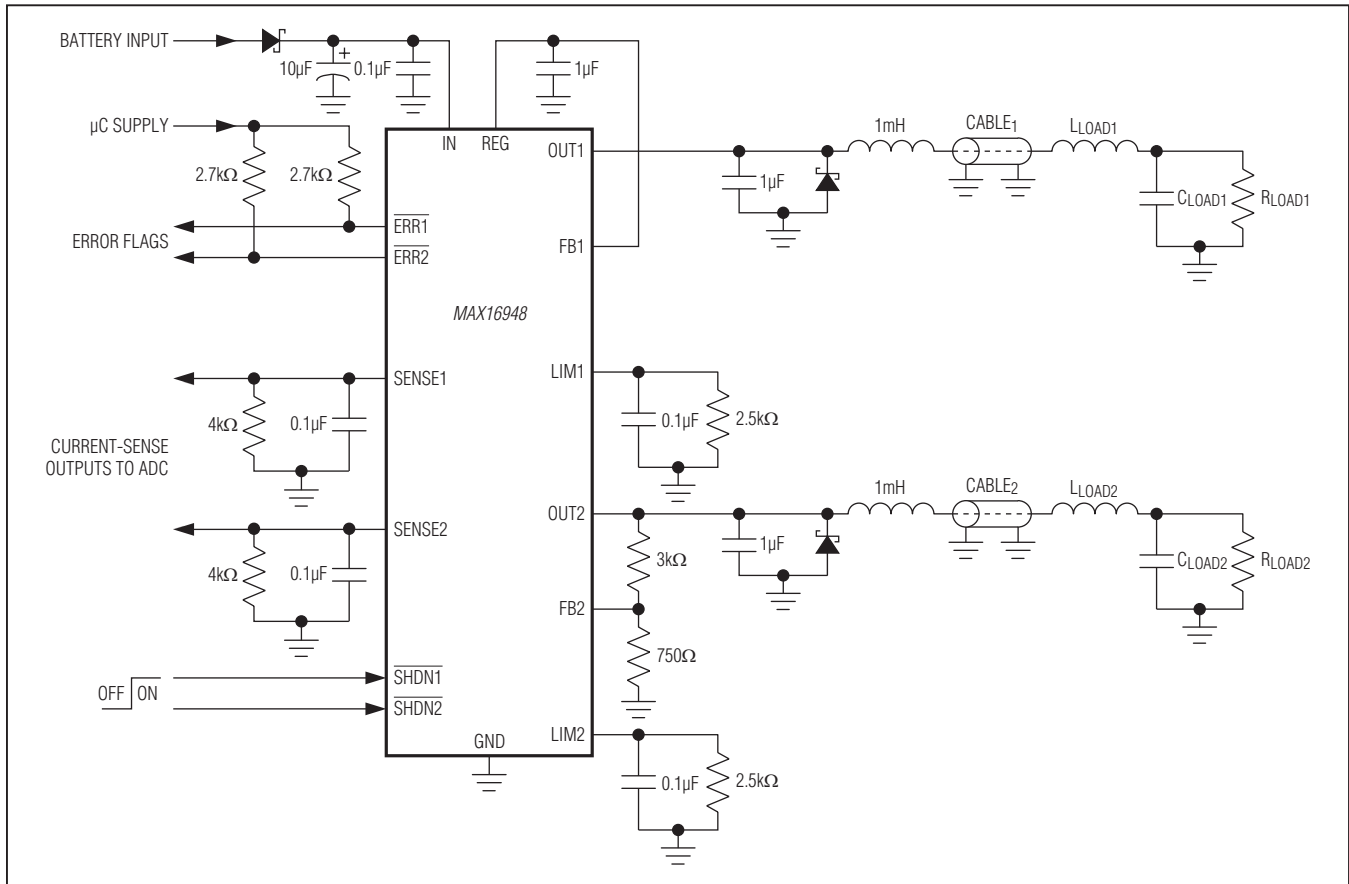 BATTERY INPUT
10µF
+
0.1µF
1µF
µC SUPPLY
IN
REG
2.7kΩ
2.7kΩ
ERROR FLAGS
ERR1
ERR2
MAX16948
OUT1
FB1
1µF
1mH
CABLE1
LLOAD1
CLOAD1
RLOAD1
SENSE1
4kΩ
0.1µF
CURRENT-SENSE
OUTPUTS TO ADC
SENSE2
4kΩ
0.1µF
LIM1
0.1µF
2.5kΩ
OUT2
3kΩ
1µF
1mH
CABLE2
LLOAD2
CLOAD2
RLOAD2
FB2
750Ω
OFF
ON
SHDN1
SHDN2
GND
LIM2
0.1µF
2.5kΩ